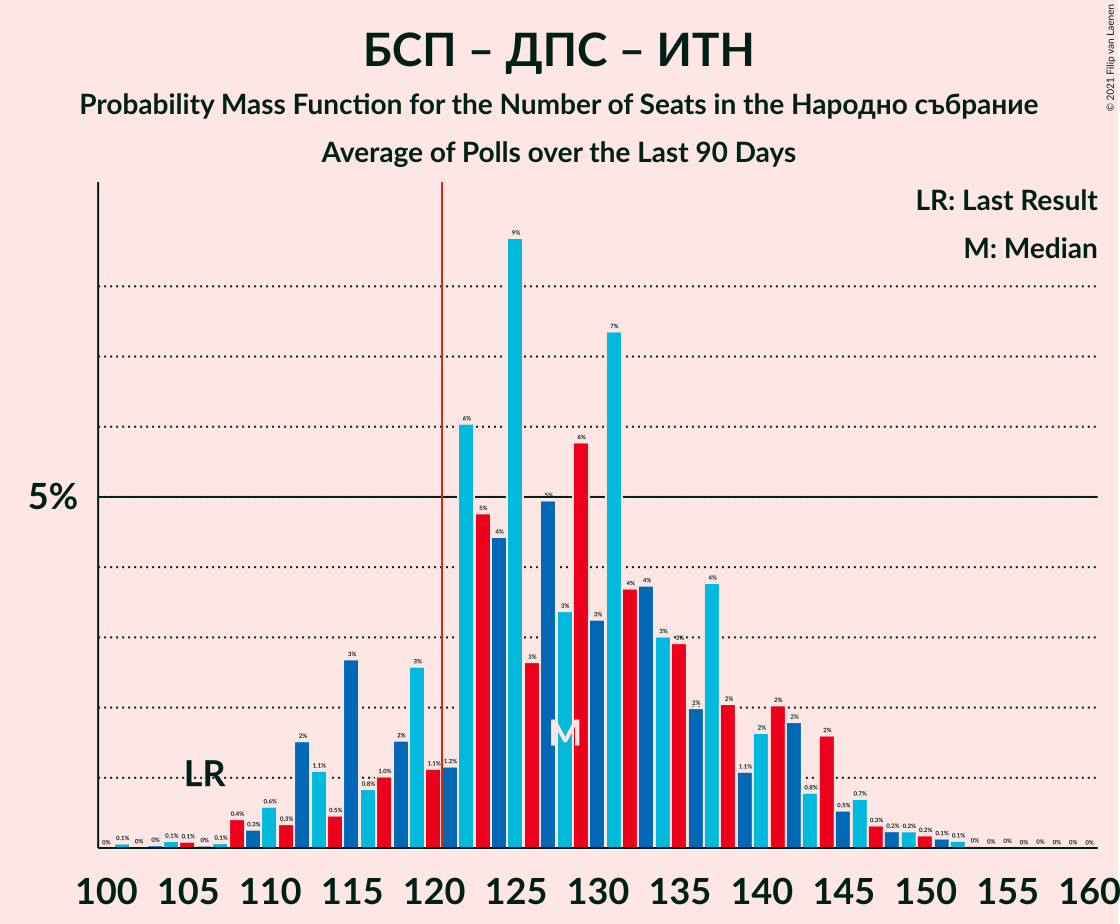 БСП – ДПС – ИТН
Probability Mass Function for the Number of Seats in the Народно събрание
Average of Polls over the Last 90 Days
© 2021 Filip van Laenen
LR: Last Result
M: Median
5%
LR
M
0% 0.1% 0% 0% 0.1% 0.1% 0% 0.1% 0.4% 0.3% 0.6% 0.3% 2% 1.1% 0.5% 3% 0.8% 1.0% 2% 3% 1.1% 1.2% 6% 5% 4% 9% 3% 5% 3% 6% 3% 7% 4% 4% 3% 3% 2% 4% 2% 1.1% 2% 2% 2% 0.8% 2% 0.5% 0.7% 0.3% 0.2% 0.2% 0.2% 0.1% 0.1% 0% 0% 0% 0% 0% 0% 0% 0%
100 105 110 115 120 125 130 135 140 145 150 155 160